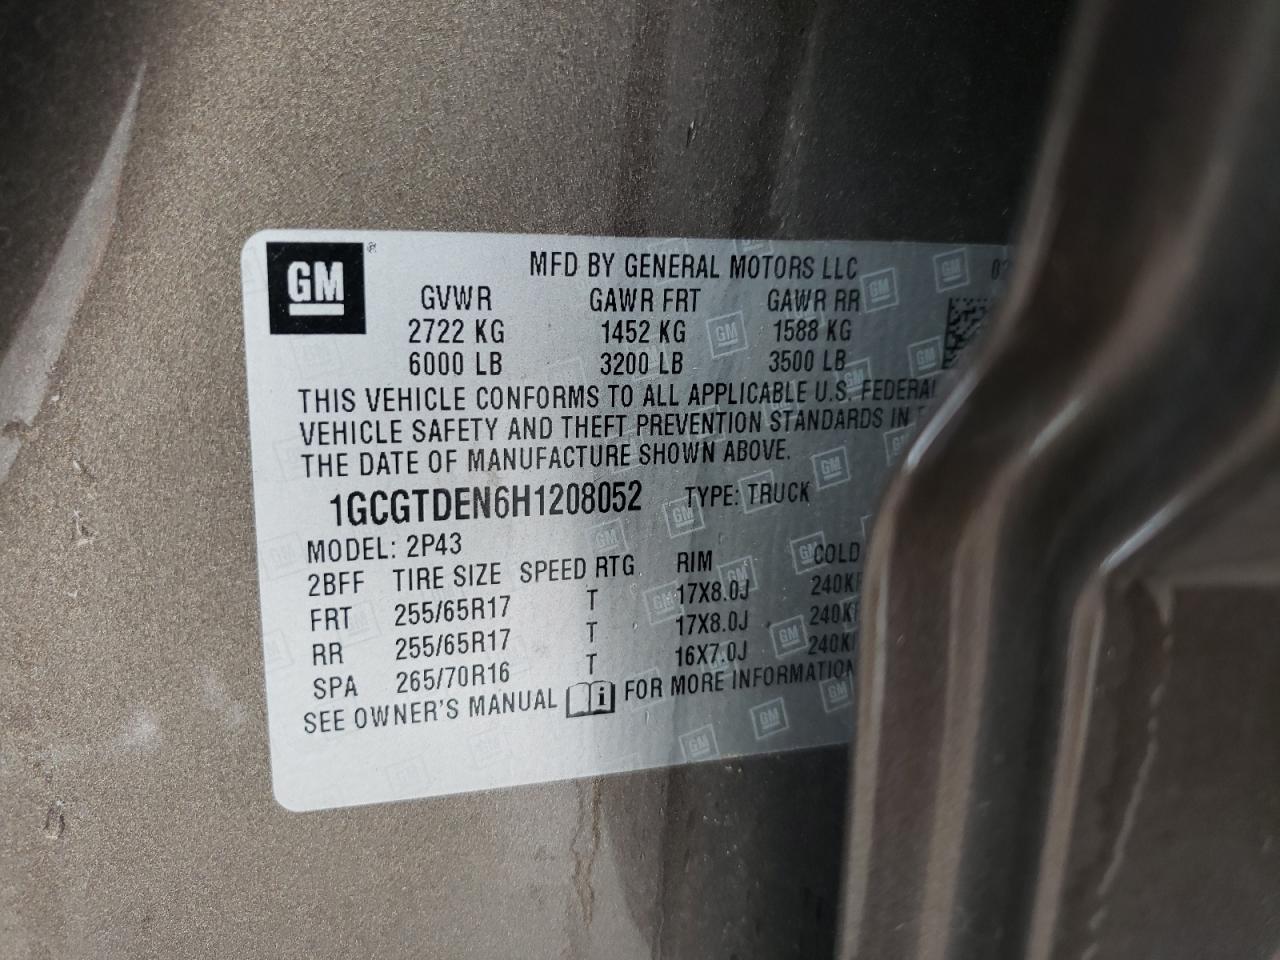 GM ®
MFD BY GENERAL MOTORS LLC
GVWR GAWR FRT GAWR RR
2722 KG 1452 KG 1588 KG
6000 LB 3200 LB 3500 LB
THIS VEHICLE CONFORMS TO ALL APPLICABLE U.S. FEDERAL
VEHICLE SAFETY AND THEFT PREVENTION STANDARDS IN
THE DATE OF MANUFACTURE SHOWN ABOVE.
1GCGTDEN6H1208052 TYPE: TRUCK
MODEL: 2P43
2BFF TIRE SIZE SPEED RTG RIM COLD
FRT 255/65R17 T 17X8.0J 240K
RR 255/65R17 T 17X8.0J 240K
SPA 265/70R16 T 16X7.0J 240K
SEE OWNER'S MANUAL i FOR MORE INFORMATION